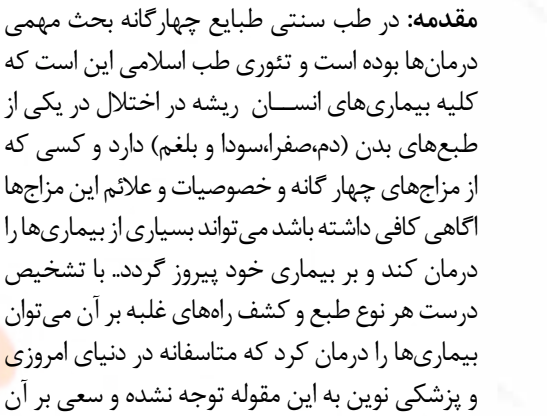 مقدمه: در طب سنتی طبایع چهارگانه بحث مهمی
درمان‌ها بوده است و تئوری طب اسلامی این است که
کلیه بیماری‌های انسان ریشه در اختلال در یکی از
طبع‌های بدن (دم،صفرا،سودا و بلغم) دارد و کسی که
از مزاج‌های چهار گانه و خصوصیات و علائم این مزاج‌ها
اگاهی کافی داشته باشد می‌تواند بسیاری از بیماری‌ها را
درمان کند و بر بیماری خود پیروز گردد.. با تشخیص
درست هر نوع طبع و کشف راه‌های غلبه بر آن می‌توان
بیماری‌ها را درمان کرد که متاسفانه در دنیای امروزی
و پزشکی نوین به این مقوله توجه نشده و سعی بر آن